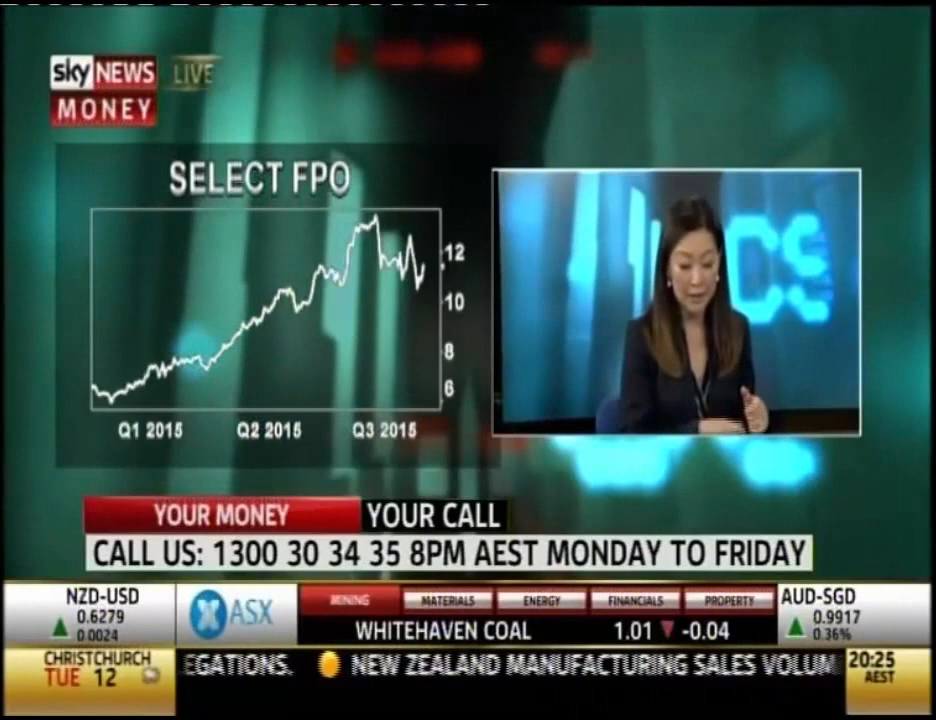 sky NEWS LIVE
MONEY
SELECT FPO
12
10
8
6
Q1 2015 Q2 2015 Q3 2015
YOUR MONEY YOUR CALL
CALL US: 1300 30 34 35 8PM AEST MONDAY TO FRIDAY
NZD-USD
0.6279
0.0024
ASX
MINING MATERIALS ENERGY FINANCIALS PROPERTY
WHITEHAVEN COAL 1.01 -0.04
AUD-SGD
0.9917
0.36%
CHRISTCHURCH
TUE 12
EGATIONS. NEW ZEALAND MANUFACTURING SALES VOLUM
20:25
AEST